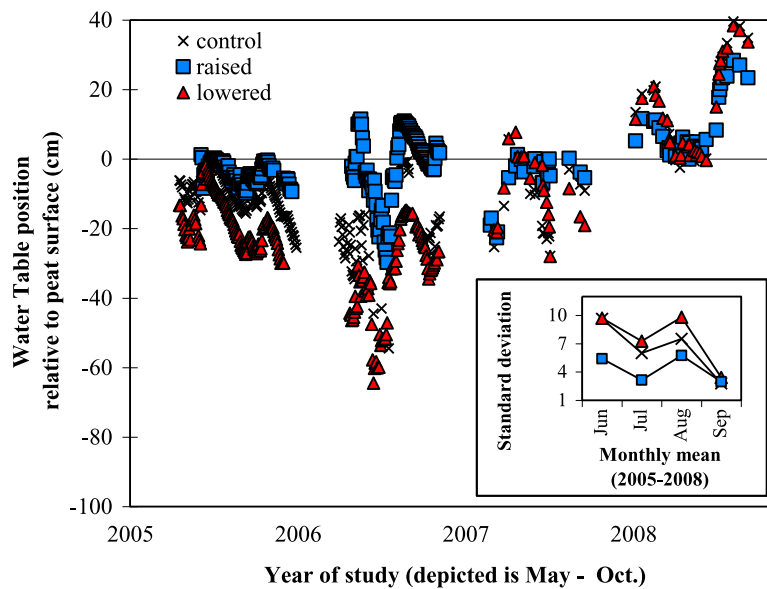 Water Table position
relative to peat surface (cm)
40
20
0
-20
-40
-60
-80
-100
control
raised
lowered
2005
2006
2007
2008
Year of study (depicted is May - Oct.)
Standard deviation
10
7
4
1
Jun
Jul
Aug
Sep
Monthly mean
(2005-2008)